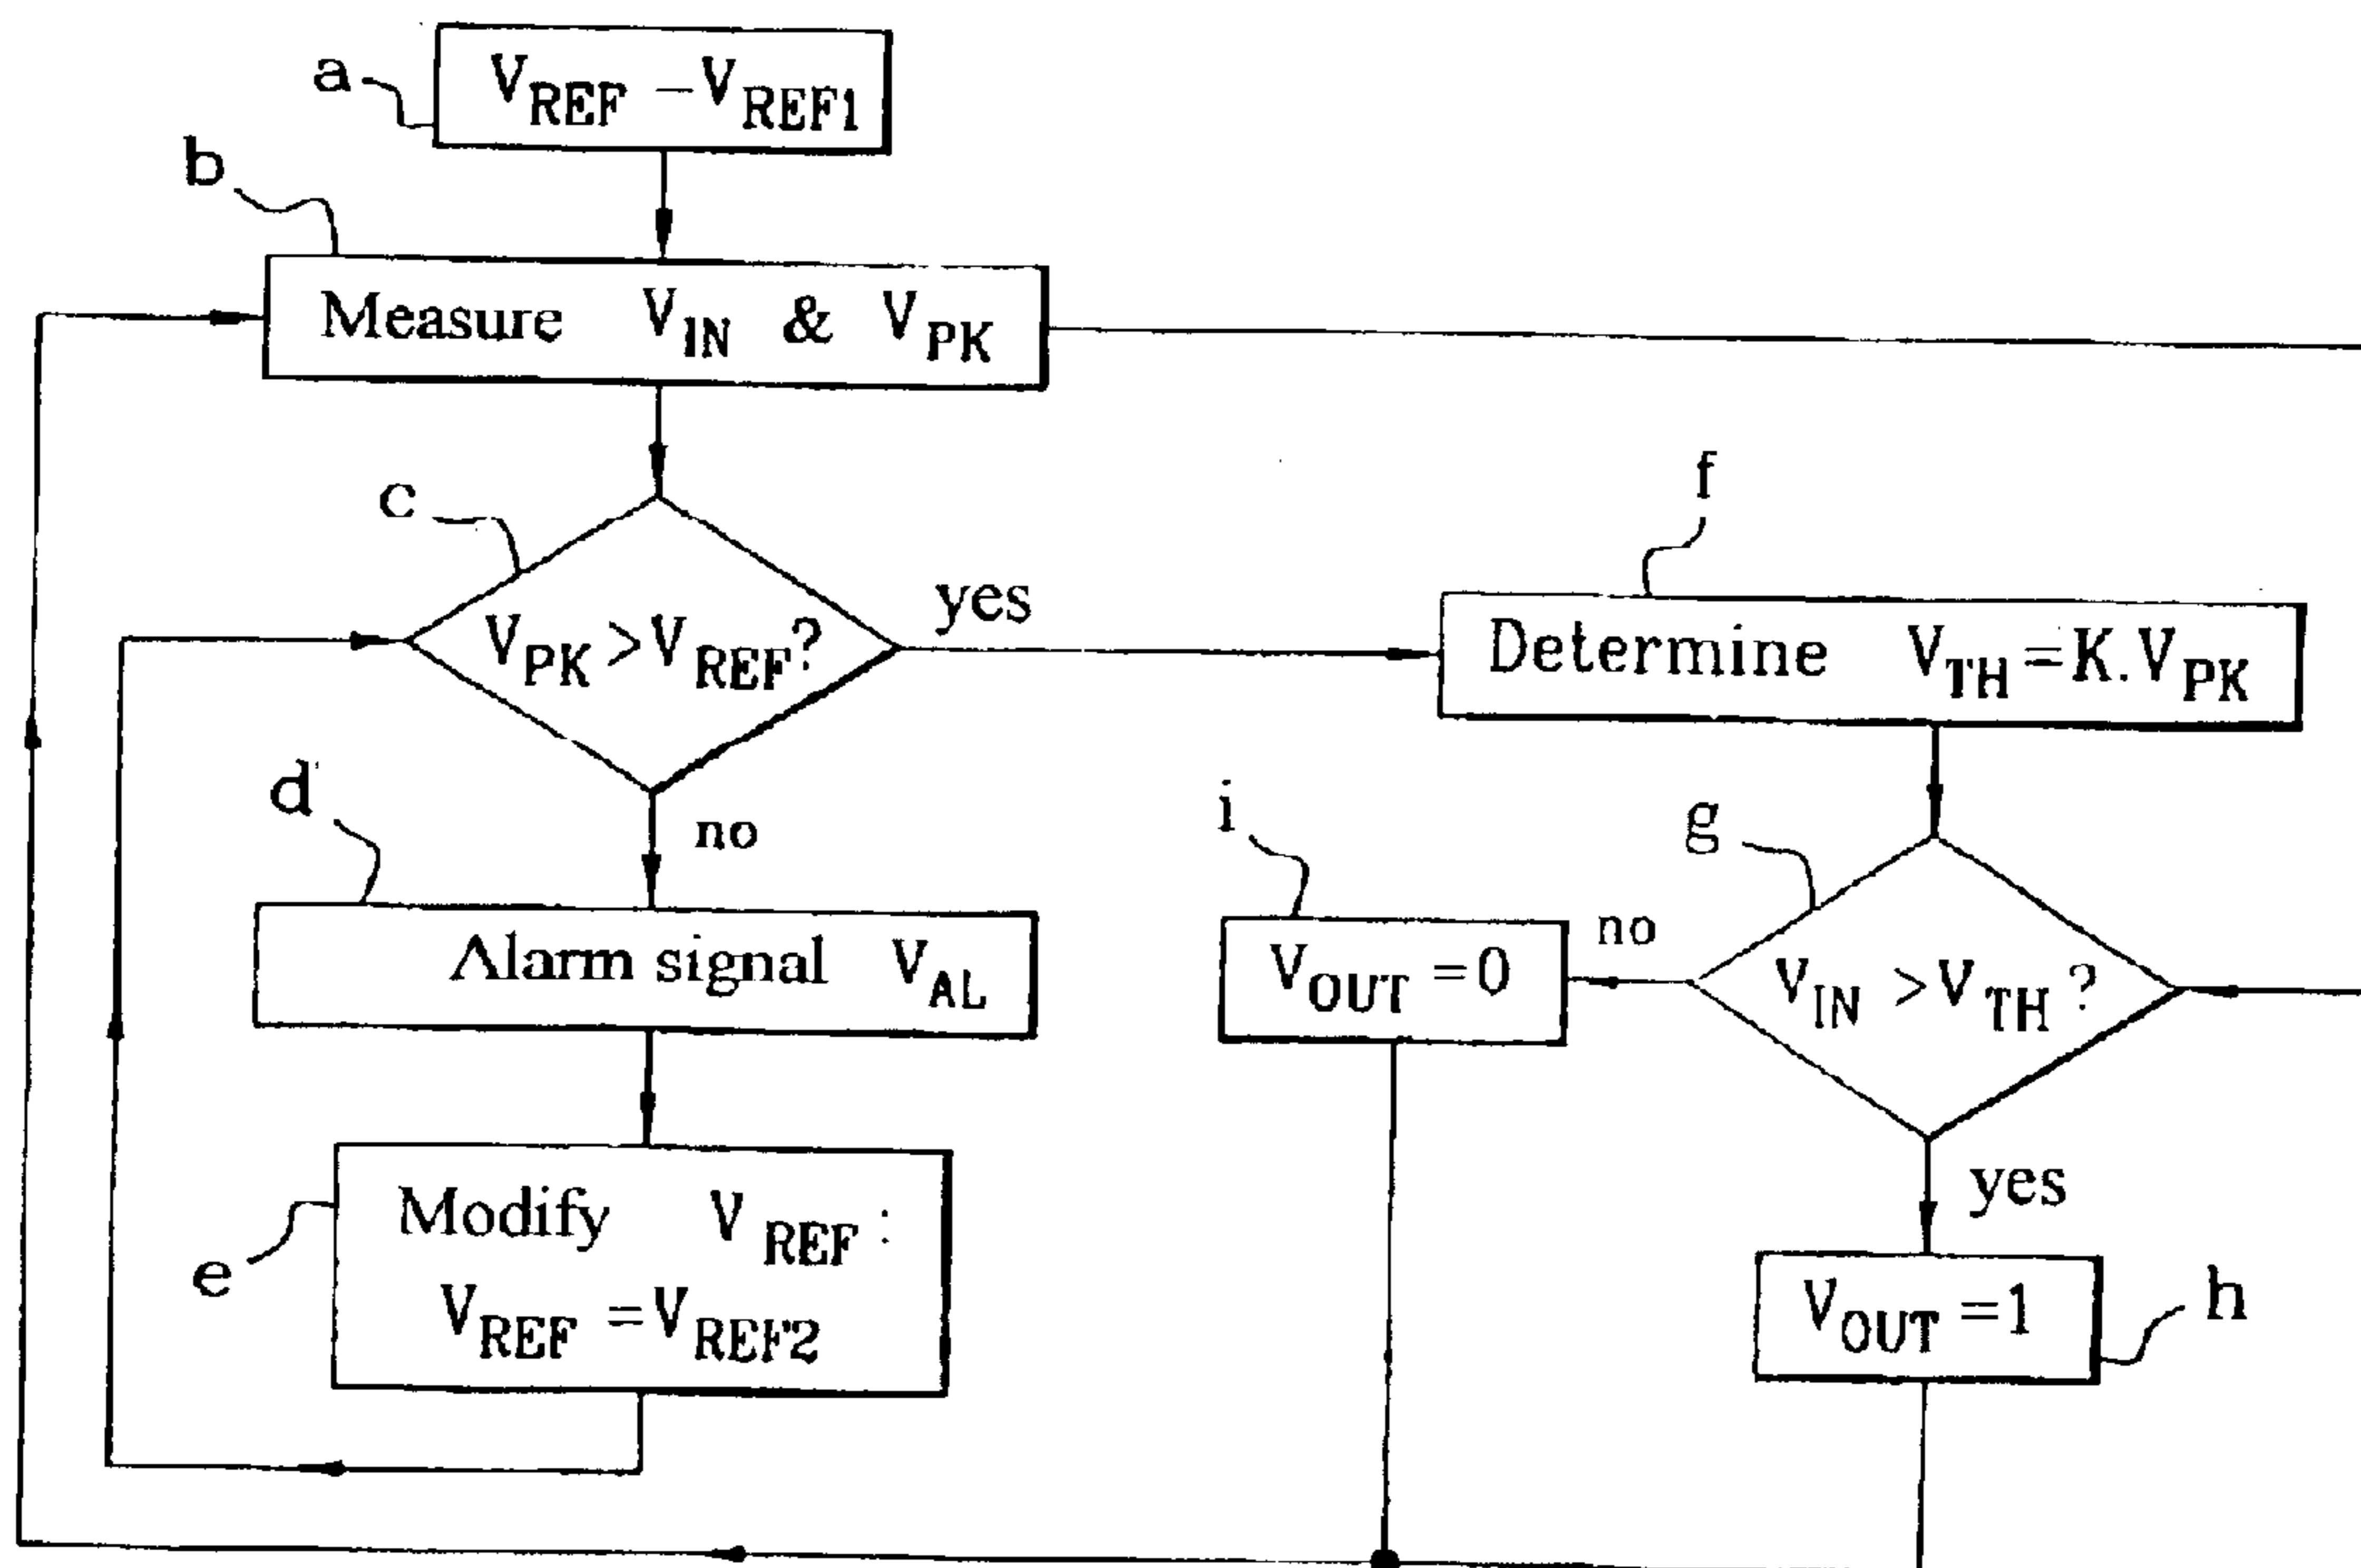 a
V_REF – V_REF1
b
Measure V_IN & V_PK
c
V_PK > V_REF ?
yes
f
Determine V_TH = K. V_PK
no
d
Alarm signal V_AL
i
V_OUT = 0
no
g
V_IN > V_TH ?
e
Modify V_REF :
V_REF = V_REF2
yes
V_OUT = 1
h